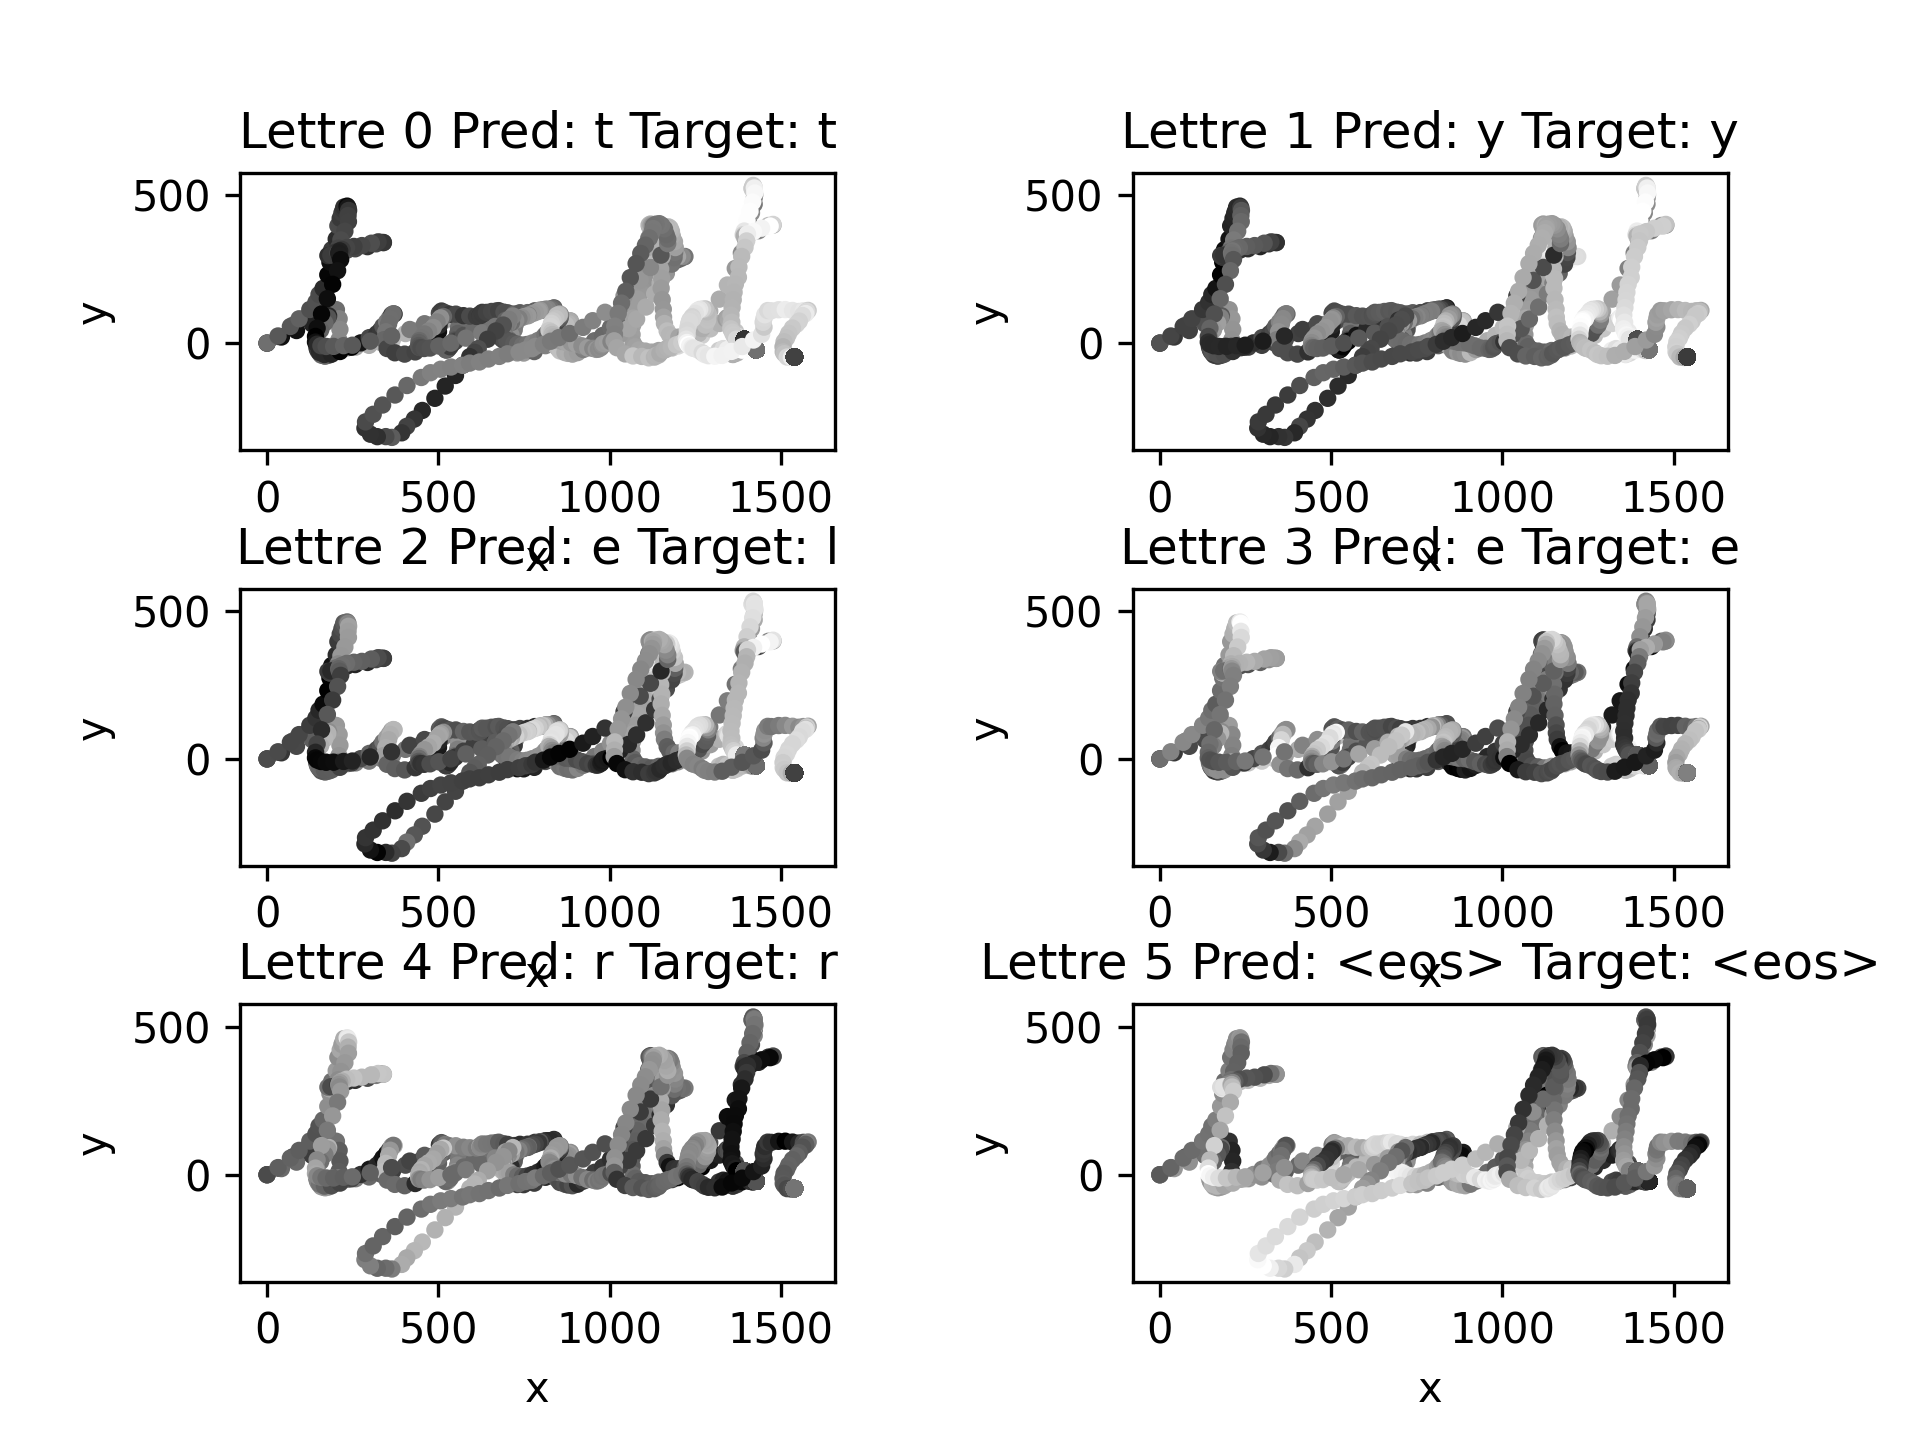 Lettre 0 Pred: t Target: t
Lettre 1 Pred: y Target: y
y
500
0
0 500 1000 1500
x
y
500
0
0 500 1000 1500
x
Lettre 2 Pred: e Target: l
Lettre 3 Pred: e Target: e
y
500
0
0 500 1000 1500
x
y
500
0
0 500 1000 1500
x
Lettre 4 Pred: r Target: r
Lettre 5 Pred: <eos> Target: <eos>
y
500
0
0 500 1000 1500
x
y
500
0
0 500 1000 1500
x